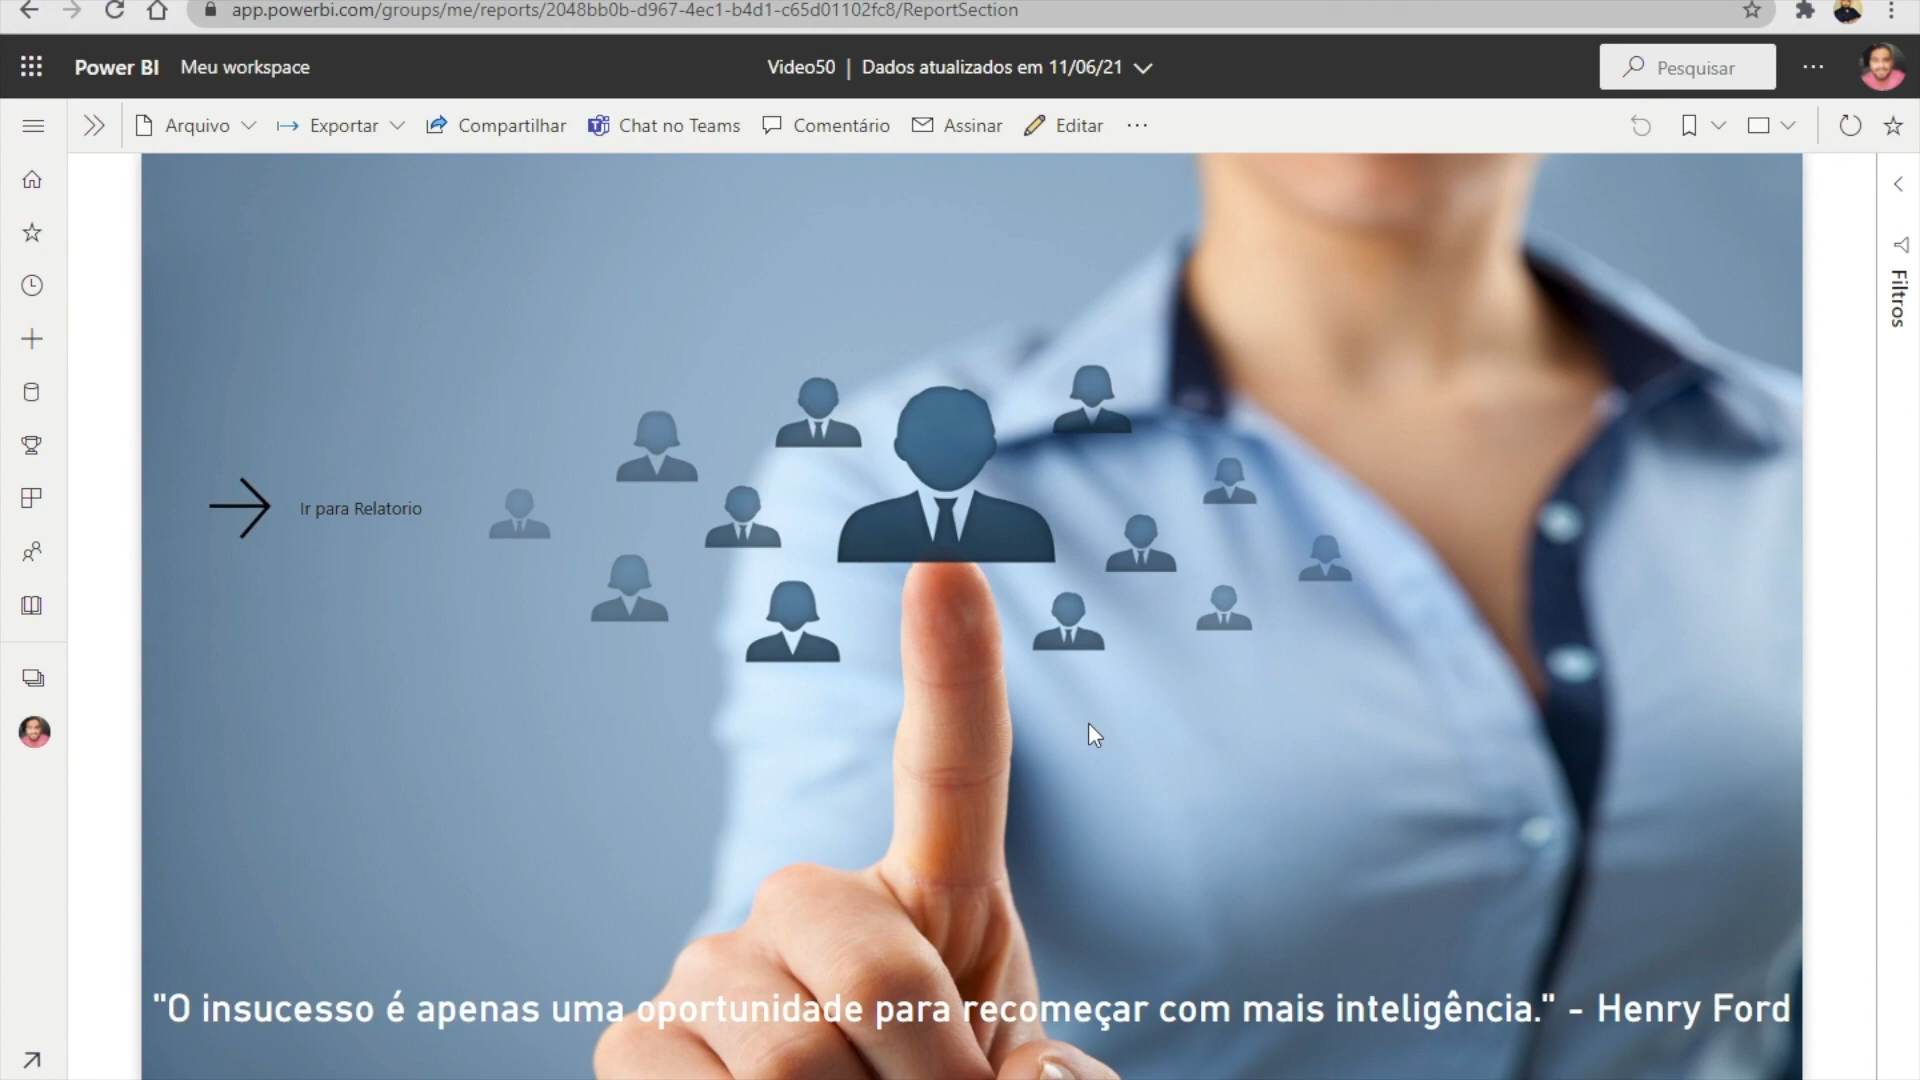 app.powerbi.com/groups/me/reports/2048bb0b-d967-4ec1-b4d1-c65d01102fc8/ReportSection
Power BI Meu workspace Video50 | Dados atualizados em 11/06/21 Pesquisar
Arquivo Exportar Compartilhar Chat no Teams Comentário Assinar Editar
Filtros
Ir para Relatorio
"O insucesso é apenas uma oportunidade para recomeçar com mais inteligência." - Henry Ford